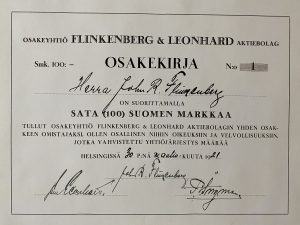 OSAKEYHTIÖ FLINKENBERG & LEONHARD AKTIEBOLAG
Smk. 100:— OSAKEKIRJA N:o 1
Herra John R. Flinkenberg
ON SUORITTAMALLA
SATA (100) SUOMEN MARKKAA
TULLUT OSAKEYHTIÖ FLINKENBERG & LEONHARD AKTIEBOLAGIN YHDEN OSAK-
KEEN OMISTAJAKSI, OLLEN OSALLINEN NIIHIN OIKEUKSIIN JA VELVOLLISUUKSIIN,
JOTKA VAHVISTETTU YHTIÖJÄRJESTYS MÄÄRÄÄ
HELSINGISSÄ 30 P:NÄ maalis-KUUTA 1921
John R. Flinkenberg